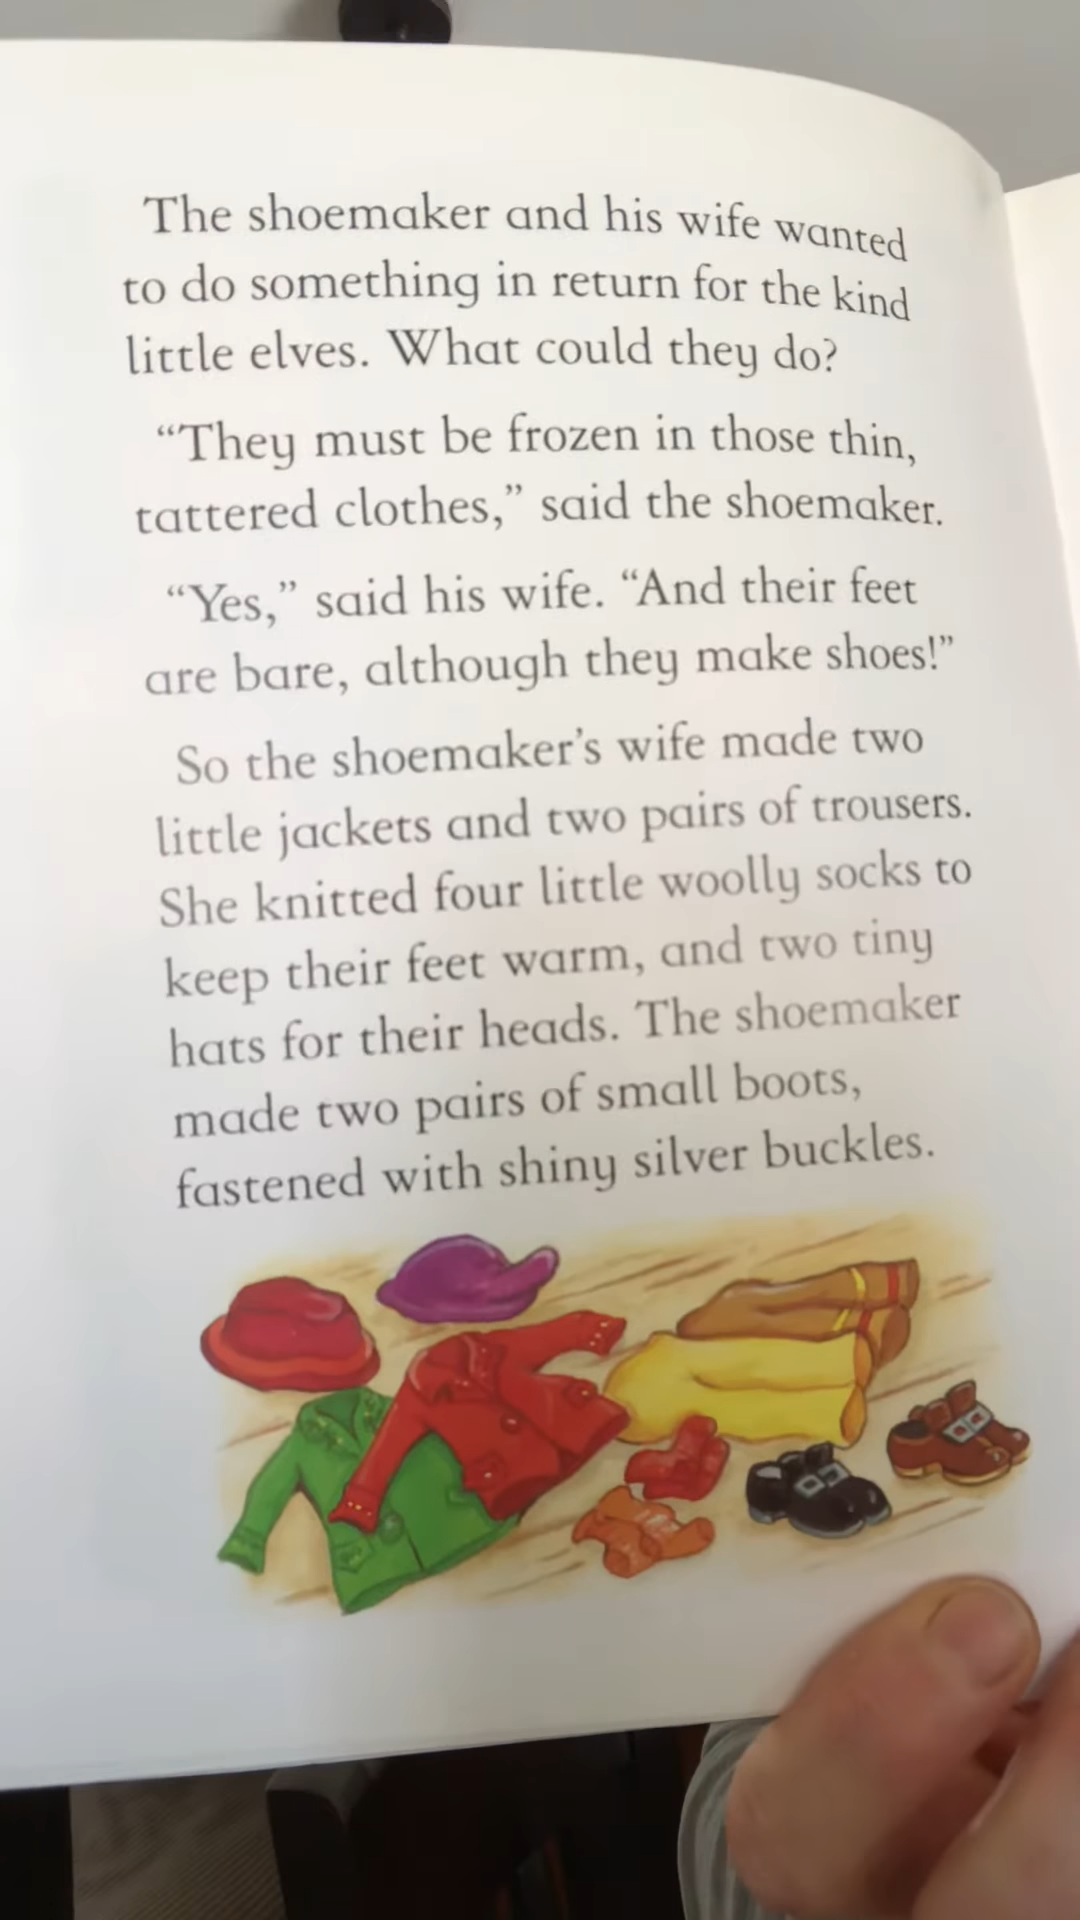 The shoemaker and his wife wanted
to do something in return for the kind
little elves. What could they do?
“They must be frozen in those thin,
tattered clothes,” said the shoemaker.
“Yes,” said his wife. “And their feet
are bare, although they make shoes!”
So the shoemaker’s wife made two
little jackets and two pairs of trousers.
She knitted four little woolly socks to
keep their feet warm, and two tiny
hats for their heads. The shoemaker
made two pairs of small boots,
fastened with shiny silver buckles.